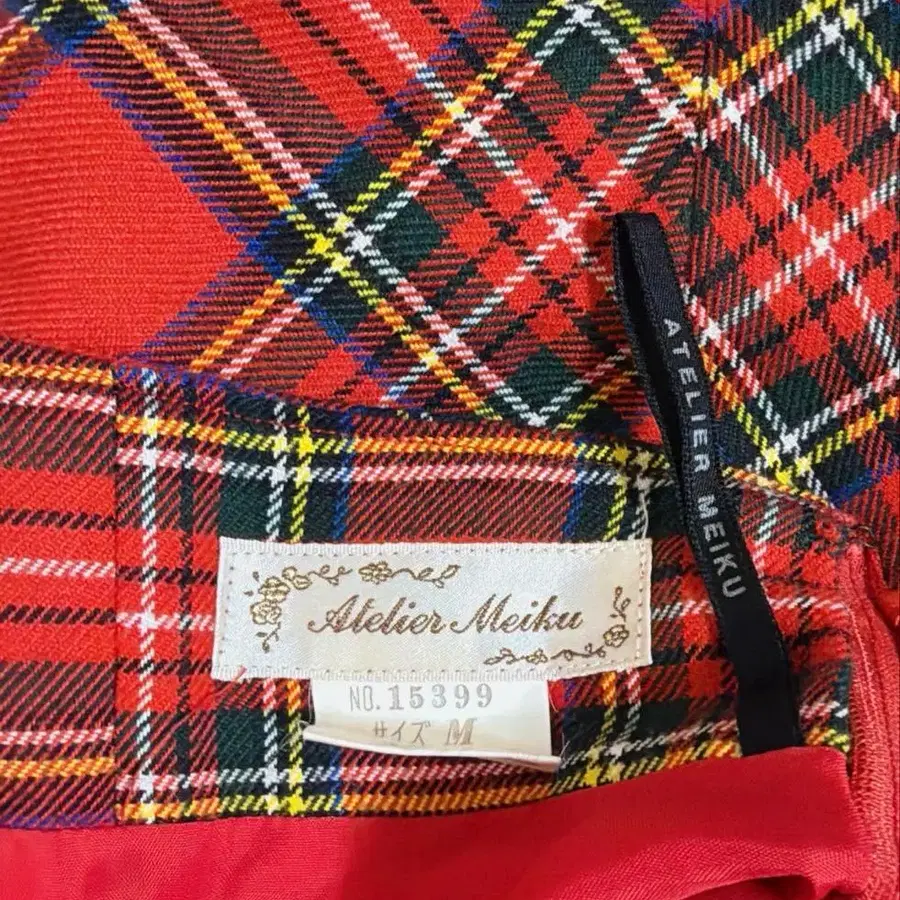 ATELIER MEIKU
Atelier Meiku
NO.15399
サイズ M